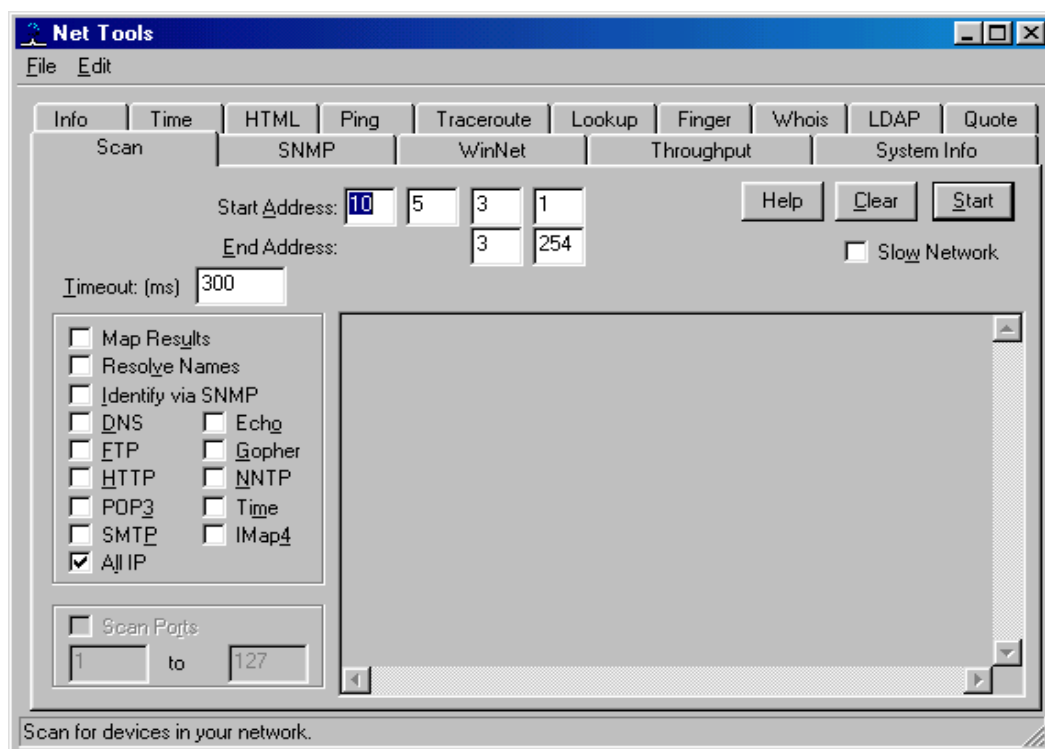 Net Tools
File Edit
Info Time HTML Ping Traceroute Lookup Finger Whois LDAP Quote
Scan SNMP WinNet Throughput System Info
Start Address: 10 5 3 1 Help Clear Start
End Address: 3 254 Slow Network
Timeout: (ms) 300
Map Results
Resolve Names
Identify via SNMP
DNS Echo
FTP Gopher
HTTP NNTP
POP3 Time
SMTP IMap4
All IP
Scan Ports
1 to 127
Scan for devices in your network.